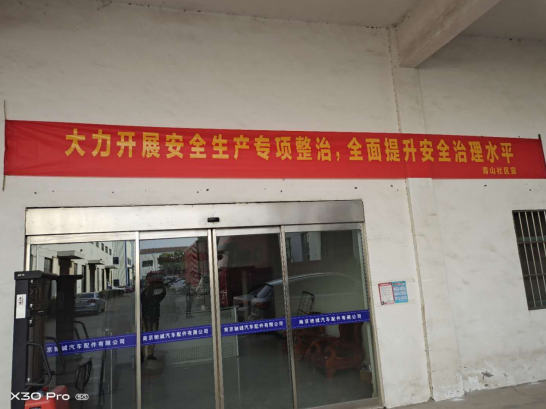 大力开展安全生产专项整治，全面提升安全治理水平
青山社区宣
京驰诚汽车配件有限公司
南京驰诚汽车配件有限公司
南京驰诚汽车配件有限公司
X30 Pro 5G